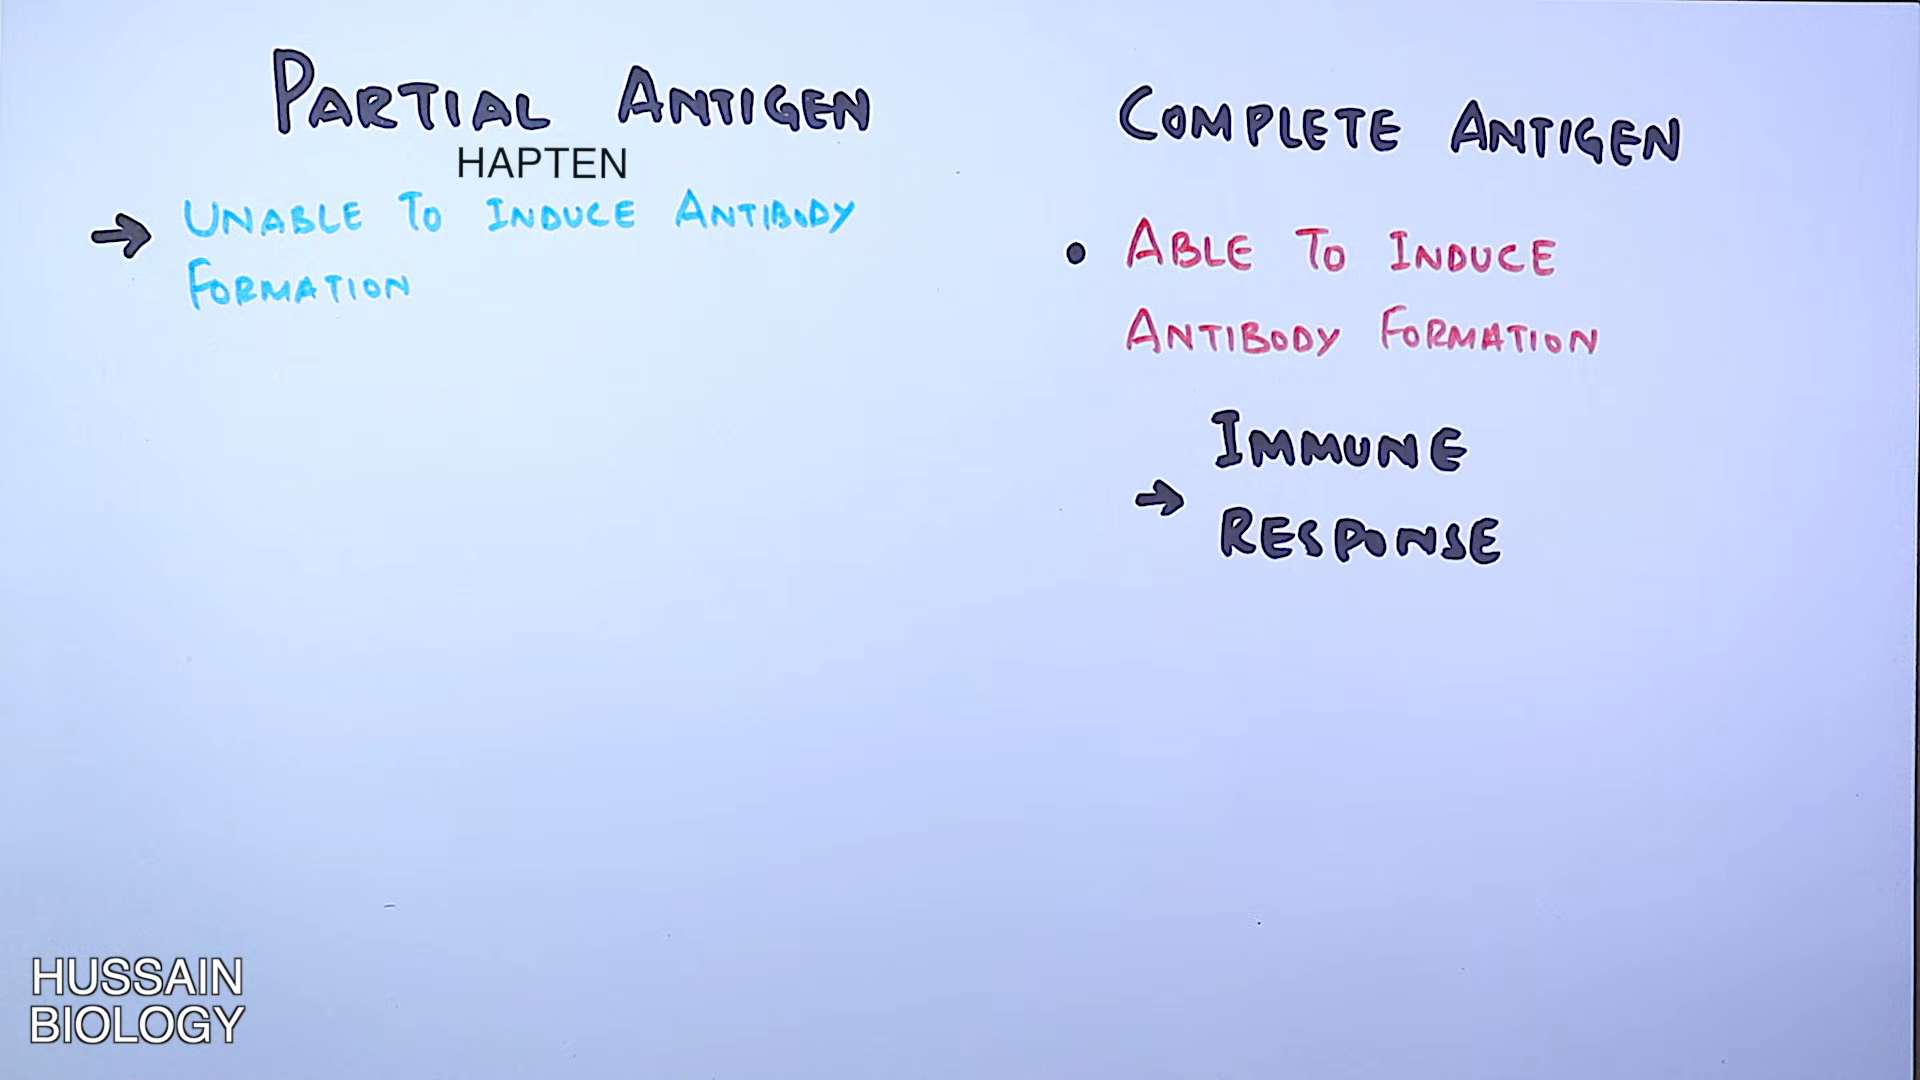 PARTIAL ANTIGEN
HAPTEN
→ UNABLE TO INDUCE ANTIBODY
FORMATION
COMPLETE ANTIGEN
• ABLE TO INDUCE
ANTIBODY FORMATION
→ IMMUNE
RESPONSE
HUSSAIN
BIOLOGY